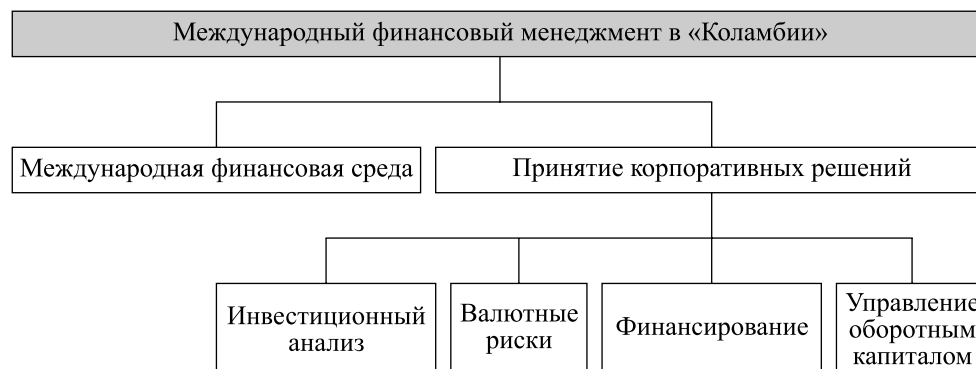 Международный финансовый менеджмент в «Коламбии»
Международная финансовая среда
Принятие корпоративных решений
Инвестиционный
анализ
Валютные
риски
Финансирование
Управление
оборотным
капиталом